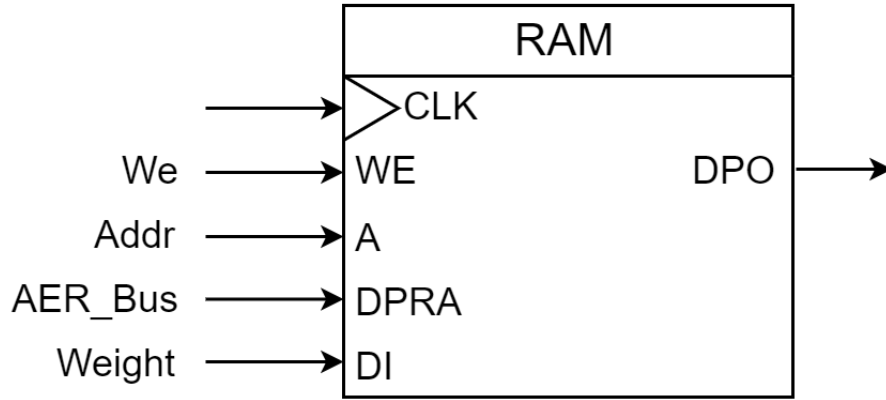 RAM
CLK
We WE DPO
Addr A
AER_Bus DPRA
Weight DI